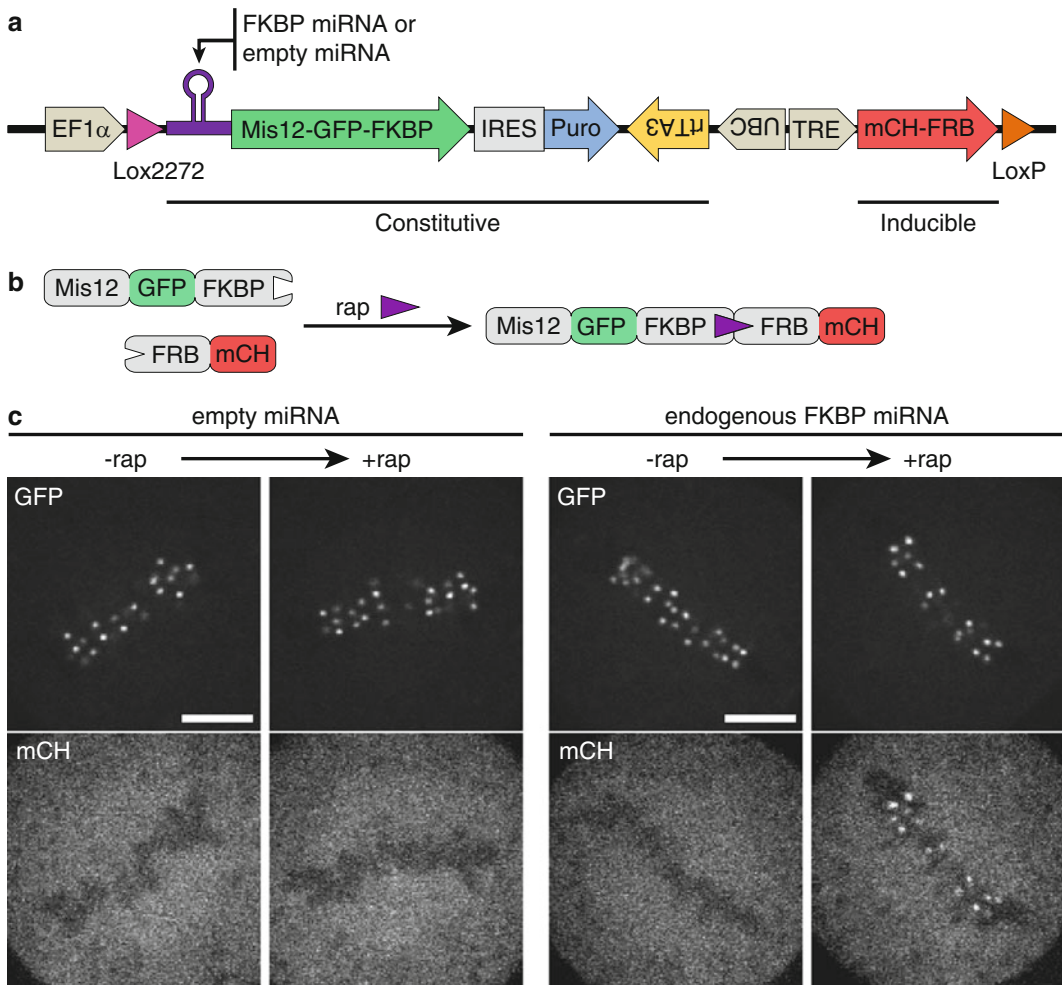 a
FKBP miRNA or
empty miRNA
EF1α
Mis12-GFP-FKBP
IRES
Puro
rtTA3
UBC
TRE
mCH-FRB
Lox2272
LoxP
Constitutive
Inducible
b
Mis12 GFP FKBP
FRB mCH
rap
Mis12 GFP FKBP FRB mCH
c
empty miRNA
endogenous FKBP miRNA
-rap
+rap
-rap
+rap
GFP
GFP
mCH
mCH